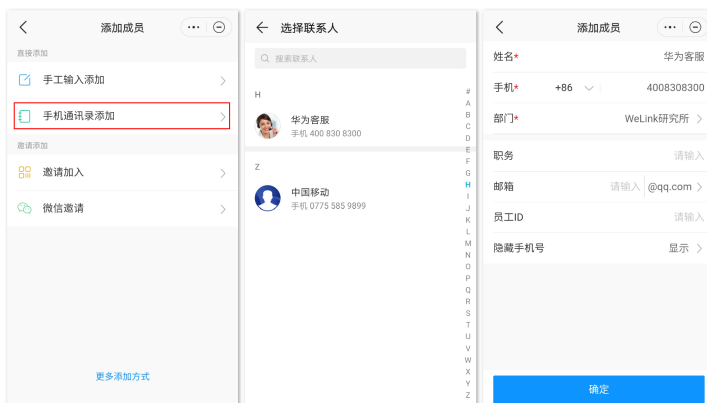 添加成员
直接添加
手工输入添加
手机通讯录添加
邀请添加
邀请加入
微信邀请
更多添加方式
选择联系人
搜索联系人
H
华为客服
手机 400 830 8300
Z
中国移动
手机 0775 585 9899
#
A
B
C
D
E
F
G
H
I
J
K
L
M
N
O
P
Q
R
S
T
U
V
W
X
Y
Z
添加成员
姓名* 华为客服
手机* +86 4008308300
部门* WeLink研究所
职务 请输入
邮箱 请输入 @qq.com
员工ID 请输入
隐藏手机号 显示
确定